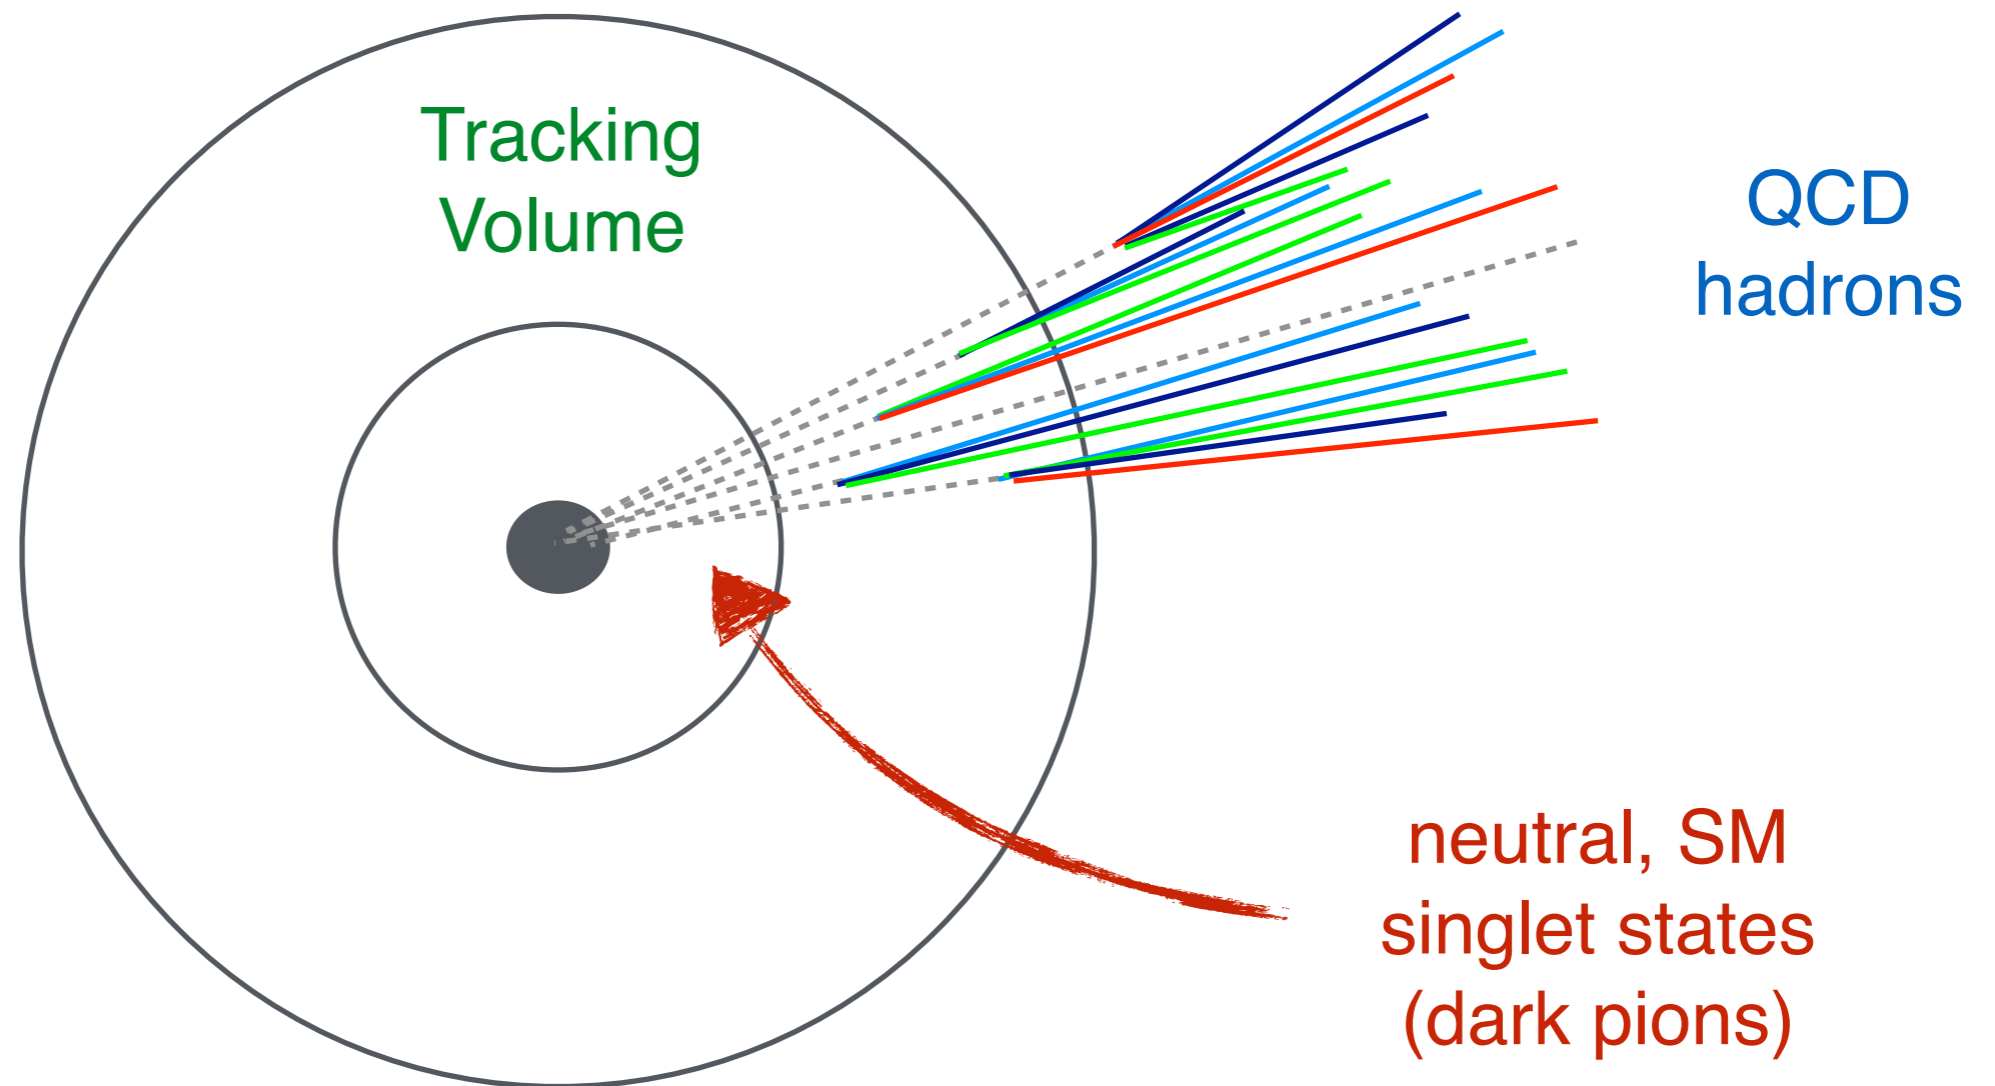 Tracking
Volume
QCD
hadrons
neutral, SM
singlet states
(dark pions)